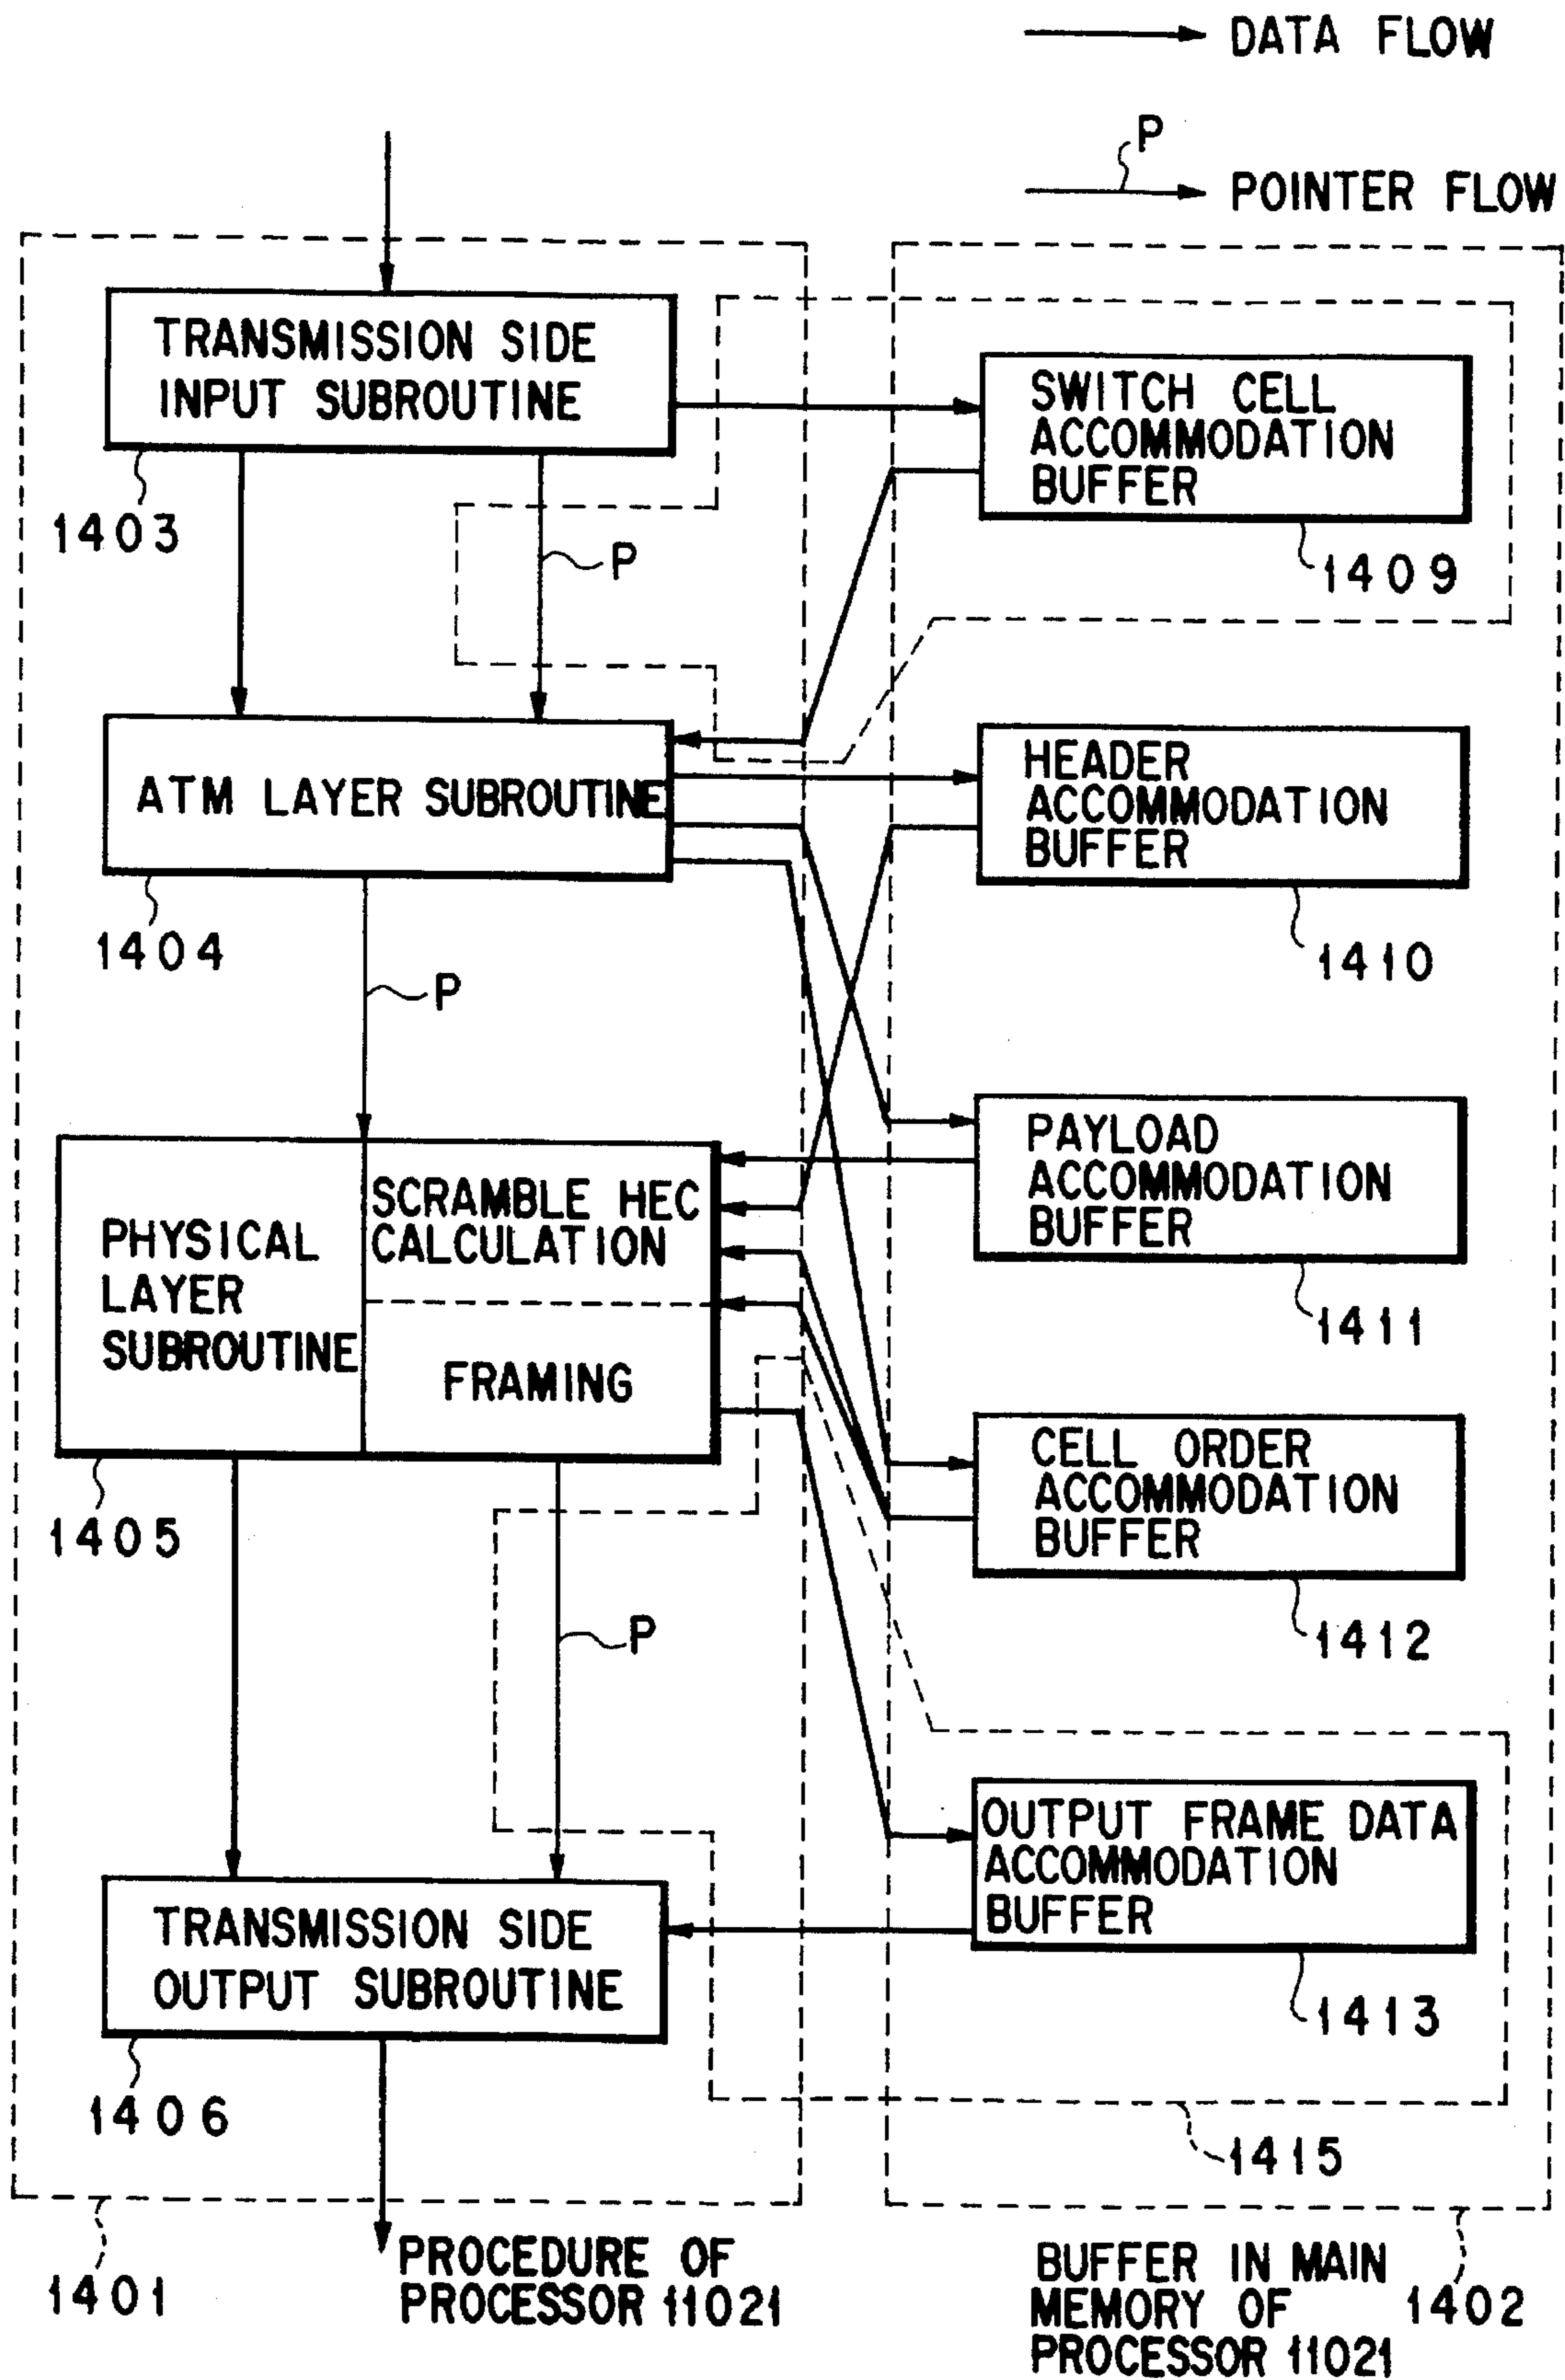 DATA FLOW
P
POINTER FLOW
TRANSMISSION SIDE
INPUT SUBROUTINE
1403
P
SWITCH CELL
ACCOMMODATION
BUFFER
1409
ATM LAYER SUBROUTINE
1404
HEADER
ACCOMMODATION
BUFFER
1410
P
PAYLOAD
ACCOMMODATION
BUFFER
1411
PHYSICAL
LAYER
SUBROUTINE
SCRAMBLE HEC
CALCULATION
FRAMING
1405
CELL ORDER
ACCOMMODATION
BUFFER
1412
P
OUTPUT FRAME DATA
ACCOMMODATION
BUFFER
1413
TRANSMISSION SIDE
OUTPUT SUBROUTINE
1406
1415
1401
PROCEDURE OF
PROCESSOR 11021
BUFFER IN MAIN
MEMORY OF
PROCESSOR 11021
1402